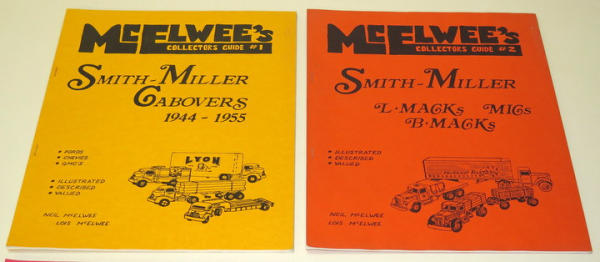 McElwee's
Collectors Guide #1
Smith-Miller
Cabovers
1944 - 1955
• Fords
• Chevies
• GMC's
• Illustrated
• Described
• Valued
LYON
Neil McElwee
Lois McElwee
McElwee's
Collectors Guide #2
Smith-Miller
L•Macks MICs
B•Macks
• Illustrated
• Described
• Valued
Neil McElwee
Lois McElwee